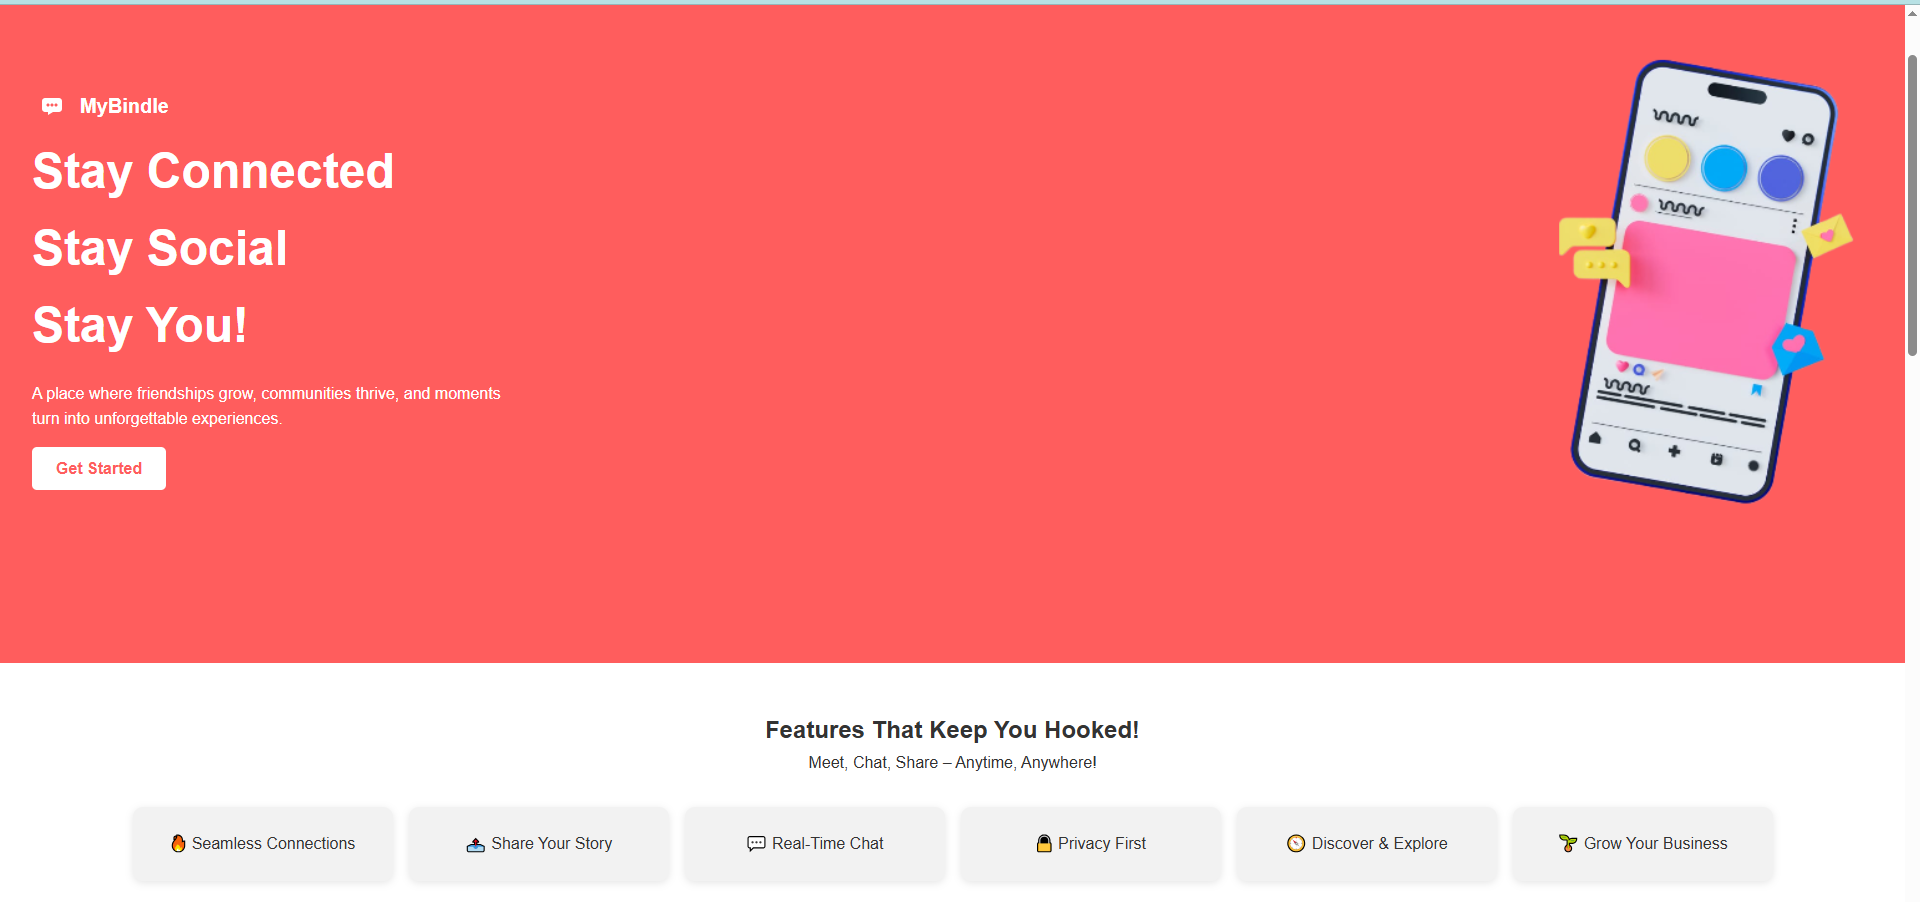 MyBindle
Stay Connected
Stay Social
Stay You!
A place where friendships grow, communities thrive, and moments
turn into unforgettable experiences.
Get Started
Features That Keep You Hooked!
Meet, Chat, Share – Anytime, Anywhere!
🔥 Seamless Connections
📤 Share Your Story
💬 Real-Time Chat
🔒 Privacy First
🧭 Discover & Explore
🌱 Grow Your Business